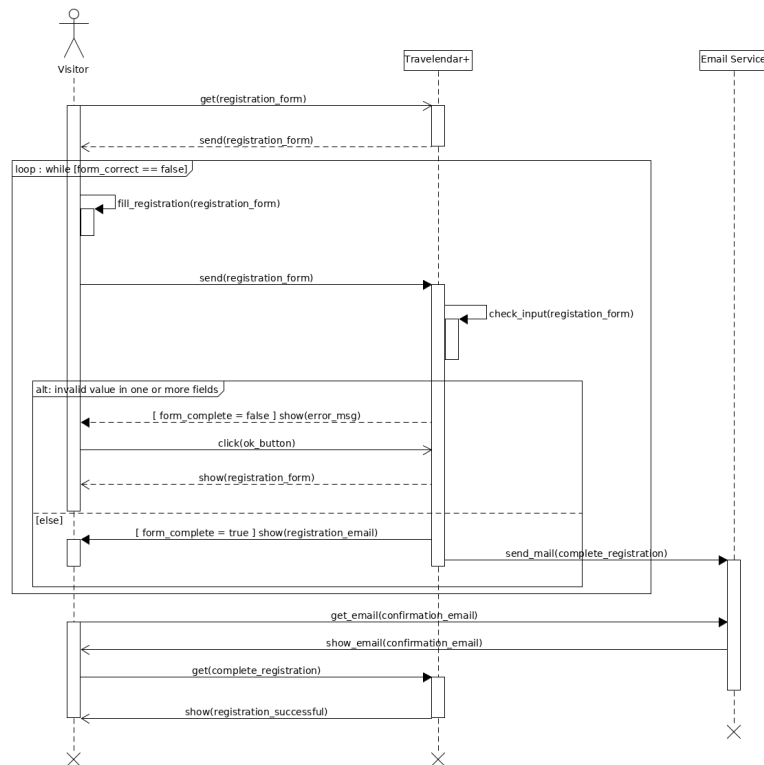 Visitor
Travelendar+
Email Service
get(registration_form)
send(registration_form)
loop : while [form_correct == false]
fill_registration(registration_form)
send(registration_form)
check_input(registation_form)
alt: invalid value in one or more fields
[ form_complete = false ] show(error_msg)
click(ok_button)
show(registration_form)
[else]
[ form_complete = true ] show(registration_email)
send_mail(complete_registration)
get_email(confirmation_email)
show_email(confirmation_email)
get(complete_registration)
show(registration_successful)